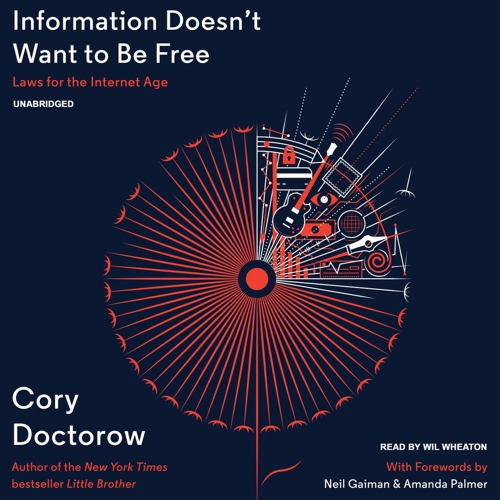 Information Doesn't
Want to Be Free
Laws for the Internet Age
UNABRIDGED
Cory
Doctorow
Author of the New York Times
bestseller Little Brother
READ BY WIL WHEATON
With Forewords by
Neil Gaiman & Amanda Palmer